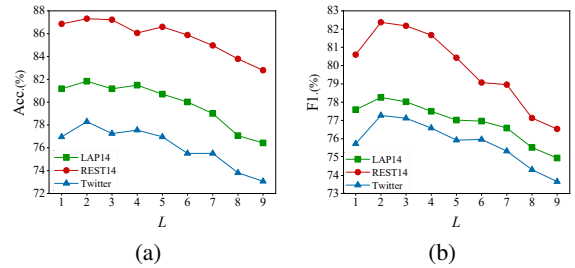 88
86
84
82
80
78
76
74
72
Acc.(%)
LAP14
REST14
Twitter
1 2 3 4 5 6 7 8 9
L
(a)
83
82
81
80
79
78
77
76
75
74
73
F1.(%)
LAP14
REST14
Twitter
1 2 3 4 5 6 7 8 9
L
(b)